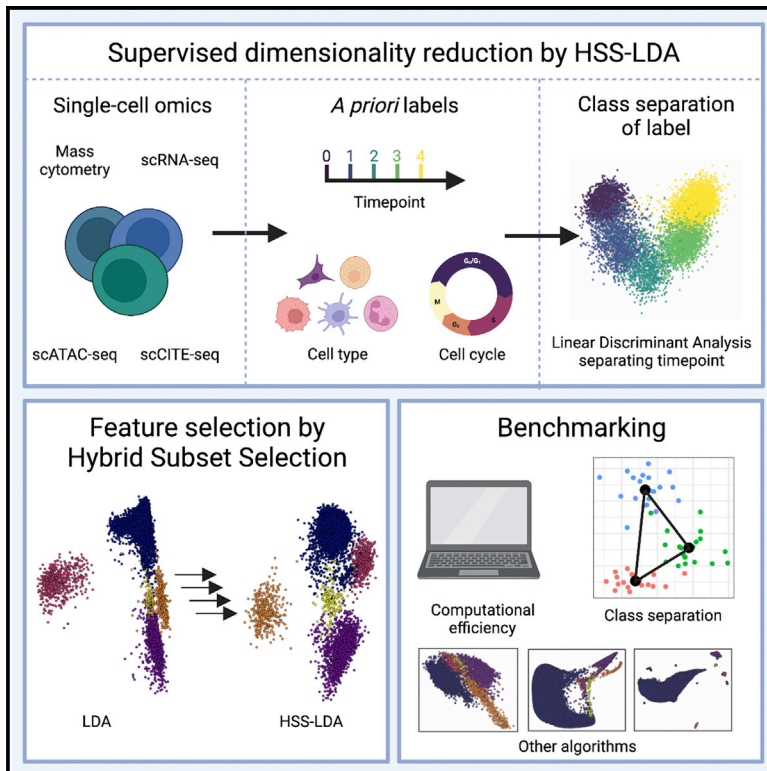 Supervised dimensionality reduction by HSS-LDA
Single-cell omics
Mass
cytometry
scRNA-seq
scATAC-seq
scCITE-seq
A priori labels
0 1 2 3 4
Timepoint
Cell type
G₀/G₁
M
S
G₂
Cell cycle
Class separation
of label
Linear Discriminant Analysis
separating timepoint
Feature selection by
Hybrid Subset Selection
LDA
HSS-LDA
Benchmarking
Computational
efficiency
Class separation
Other algorithms